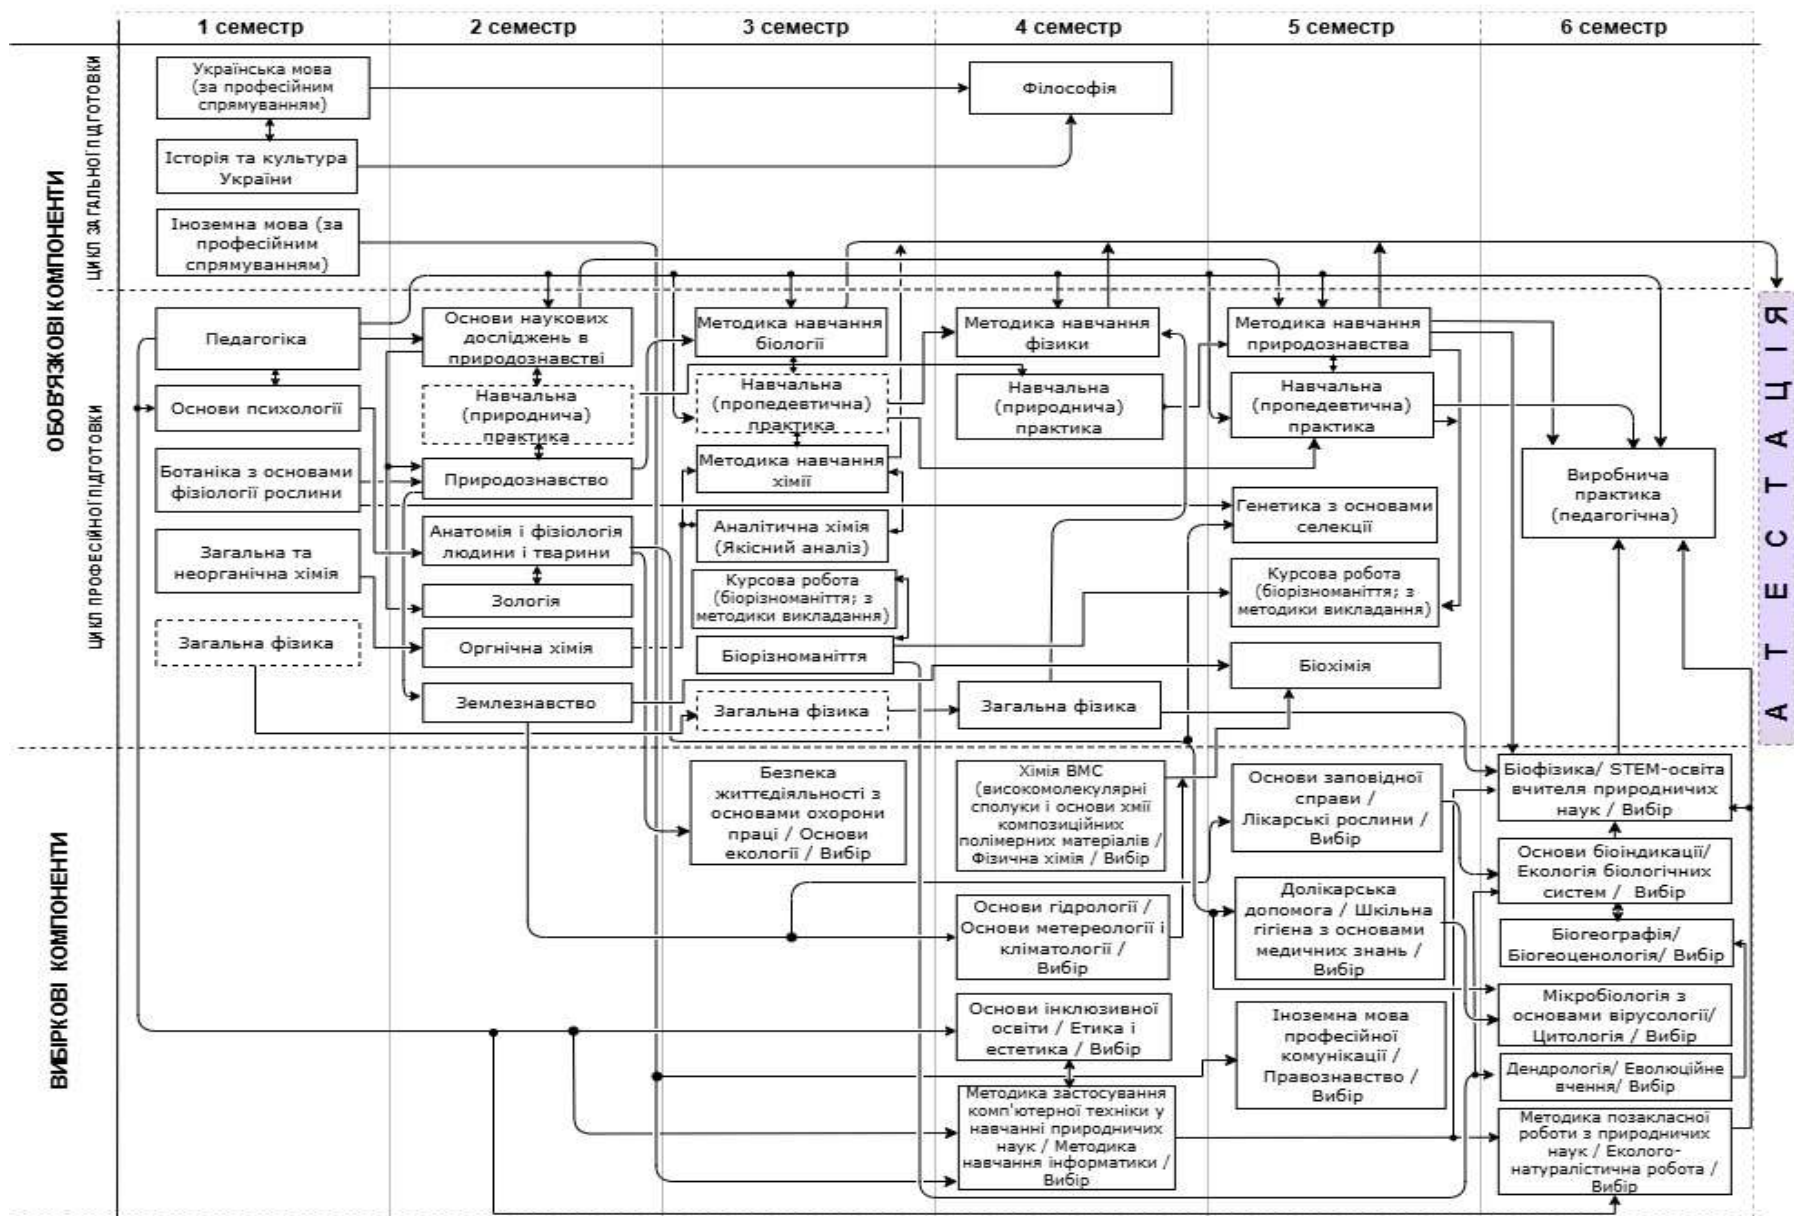 1 семестр
2 семестр
3 семестр
4 семестр
5 семестр
6 семестр
ОБОВ'ЯЗКОВІ КОМПОНЕНТИ
ЦИКЛ ЗАГАЛЬНОЇ ПІДГОТОВКИ
Українська мова
(за професійним
спрямуванням)
Філософія
Історія та культура
України
Іноземна мова (за
професійним
спрямуванням)
ЦИКЛ ПРОФЕСІЙНОЇ ПІДГОТОВКИ
Педагогіка
Основи психології
Ботаніка з основами
фізіології рослини
Загальна та
неорганічна хімія
Загальна фізика
Основи наукових
досліджень в
природознавстві
Навчальна
(природнича)
практика
Природознавство
Анатомія і фізіологія
людини і тварини
Зологія
Оргнічна хімія
Землезнавство
Методика навчання
біології
Навчальна
(пропедевтична)
практика
Методика навчання
хімії
Аналітична хімія
(Якісний аналіз)
Курсова робота
(біорізноманіття; з
методики викладання)
Біорізноманіття
Загальна фізика
Методика навчання
фізики
Навчальна
(природнича)
практика
Загальна фізика
Методика навчання
природознавства
Навчальна
(пропедевтична)
практика
Генетика з основами
селекції
Курсова робота
(біорізноманіття; з
методики викладання)
Біохімія
Виробнича
практика
(педагогічна)
АТЕСТАЦІЯ
ВИБІРКОВІ КОМПОНЕНТИ
Безпека
життєдіяльності з
основами охорони
праці / Основи
екології / Вибір
Хімія ВМС
(високомолекулярні
сполуки і основи хмії
композиційних
полімерних матеріалів /
Фізична хімія / Вибір
Основи гідрології /
Основи метереології і
кліматології /
Вибір
Основи інклюзивної
освіти / Етика і
естетика / Вибір
Методика застосування
комп'ютерної техніки у
навчанні природничих
наук / Методика
навчання інформатики /
Вибір
Основи заповідної
справи /
Лікарські рослини /
Вибір
Долікарська
допомога / Шкільна
гігієна з основами
медичних знань /
Вибір
Іноземна мова
професійної
комунікації /
Правознавство /
Вибір
Біофізика/ STEM-освіта
вчителя природничих
наук / Вибір
Основи біоіндикації/
Екологія біологічних
систем / Вибір
Біогеографія/
Біогеоценологія/ Вибір
Мікробіологія з
основами вірусології/
Цитологія / Вибір
Дендрологія/ Еволюційне
вчення/ Вибір
Методика позакласної
роботи з природничих
наук / Еколого-
натуралістична робота /
Вибір